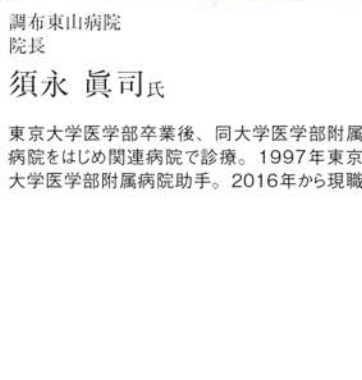 調布東山病院
院長
須永 眞司氏
東京大学医学部卒業後、同大学医学部附属
病院をはじめ関連病院で診療。1997年東京
大学医学部附属病院助手。2016年から現職